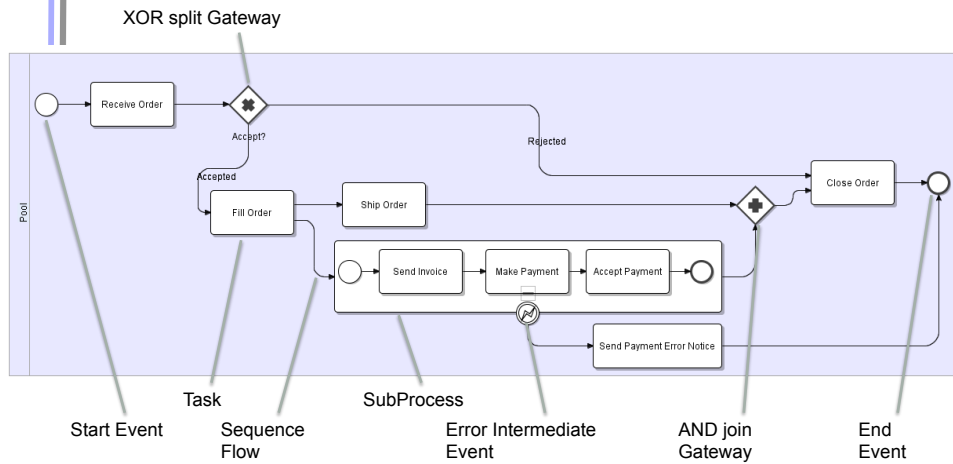 XOR split Gateway
Pool
Receive Order
Accept?
Rejected
Accepted
Close Order
Fill Order
Ship Order
Send Invoice
Make Payment
Accept Payment
Send Payment Error Notice
Task
SubProcess
Start Event
Sequence
Flow
Error Intermediate
Event
AND join
Gateway
End
Event